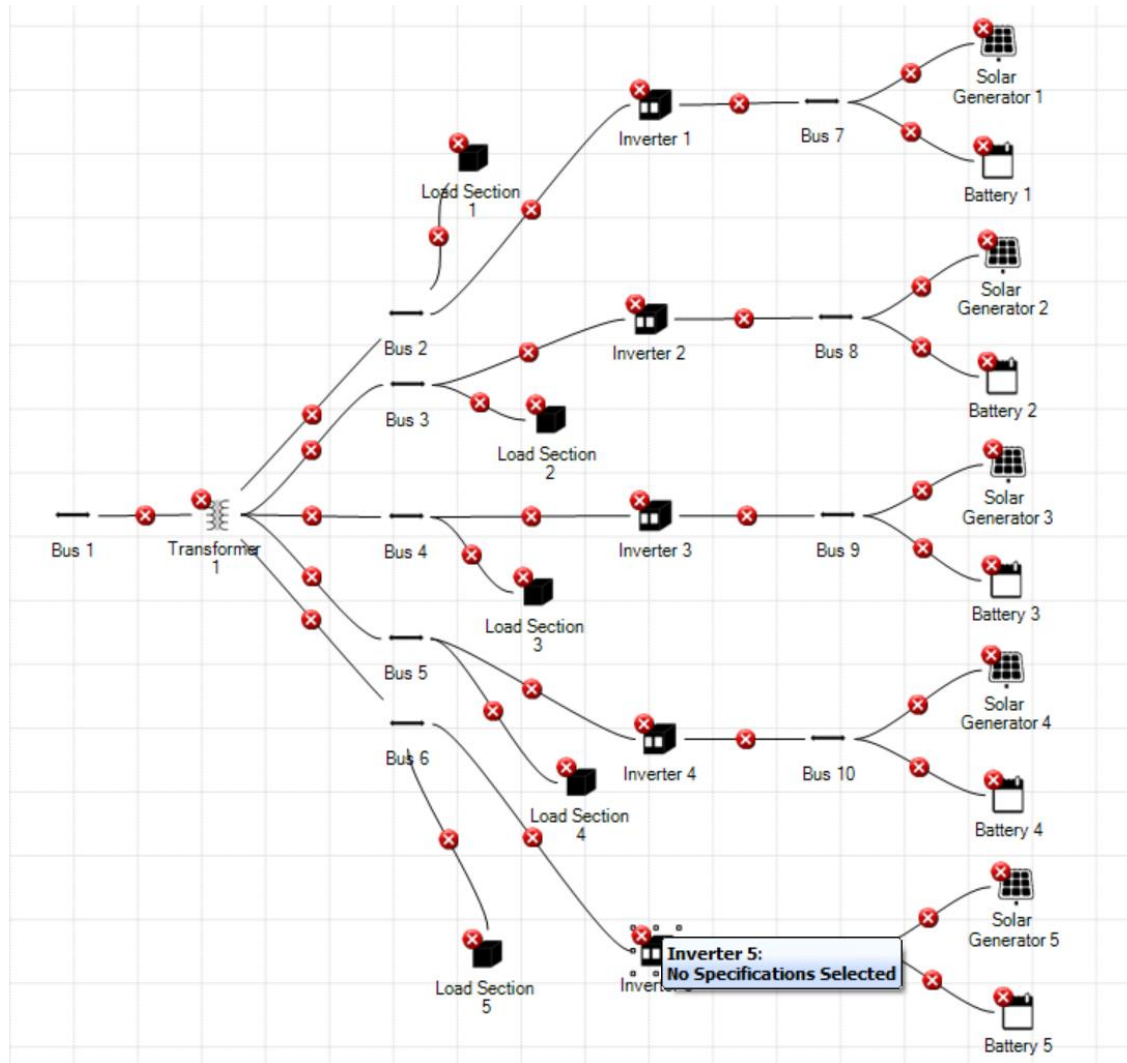 Solar
Generator 1
Inverter 1
Bus 7
Load Section
1
Battery 1
Solar
Generator 2
Bus 2
Inverter 2
Bus 8
Bus 3
Battery 2
Load Section
2
Solar
Generator 3
Bus 1
Transformer
1
Bus 4
Inverter 3
Bus 9
Load Section
3
Battery 3
Bus 5
Solar
Generator 4
Bus 6
Inverter 4
Bus 10
Load Section
4
Battery 4
Solar
Generator 5
Inverter 5:
No Specifications Selected
Load Section
5
Battery 5